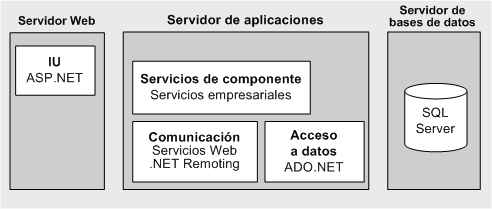 Servidor Web
IU
ASP.NET
Servidor de aplicaciones
Servicios de componente
Servicios empresariales
Comunicación
Servicios Web
.NET Remoting
Acceso
a datos
ADO.NET
Servidor de
bases de datos
SQL
Server